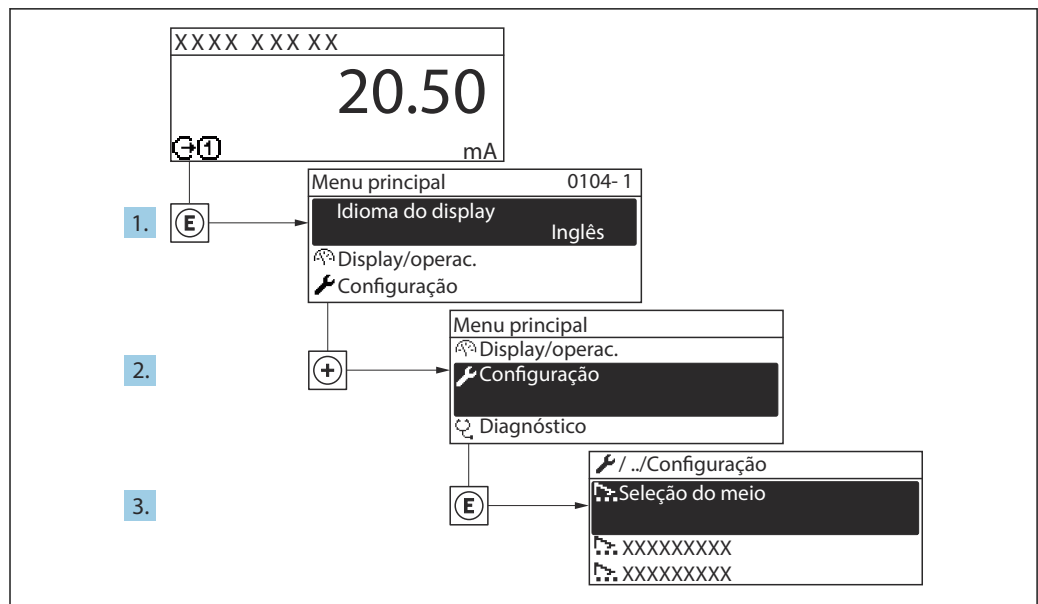 XXXX XXX XX
20.50
1
mA
Menu principal 0104-1
1. E
Idioma do display
Inglês
Display/operac.
Configuração
Menu principal
2. +
Display/operac.
Configuração
Diagnóstico
/ ../Configuração
3. E
Seleção do meio
XXXXXXXXX
XXXXXXXXX